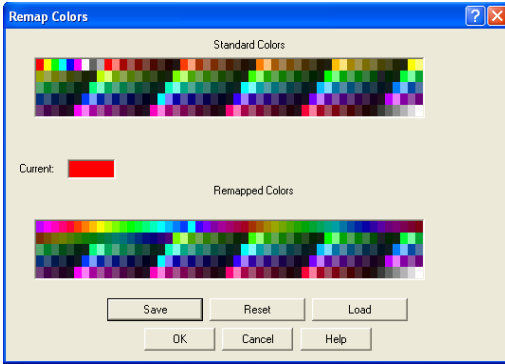 Remap Colors
Standard Colors
Current:
Remapped Colors
Save Reset Load
OK Cancel Help